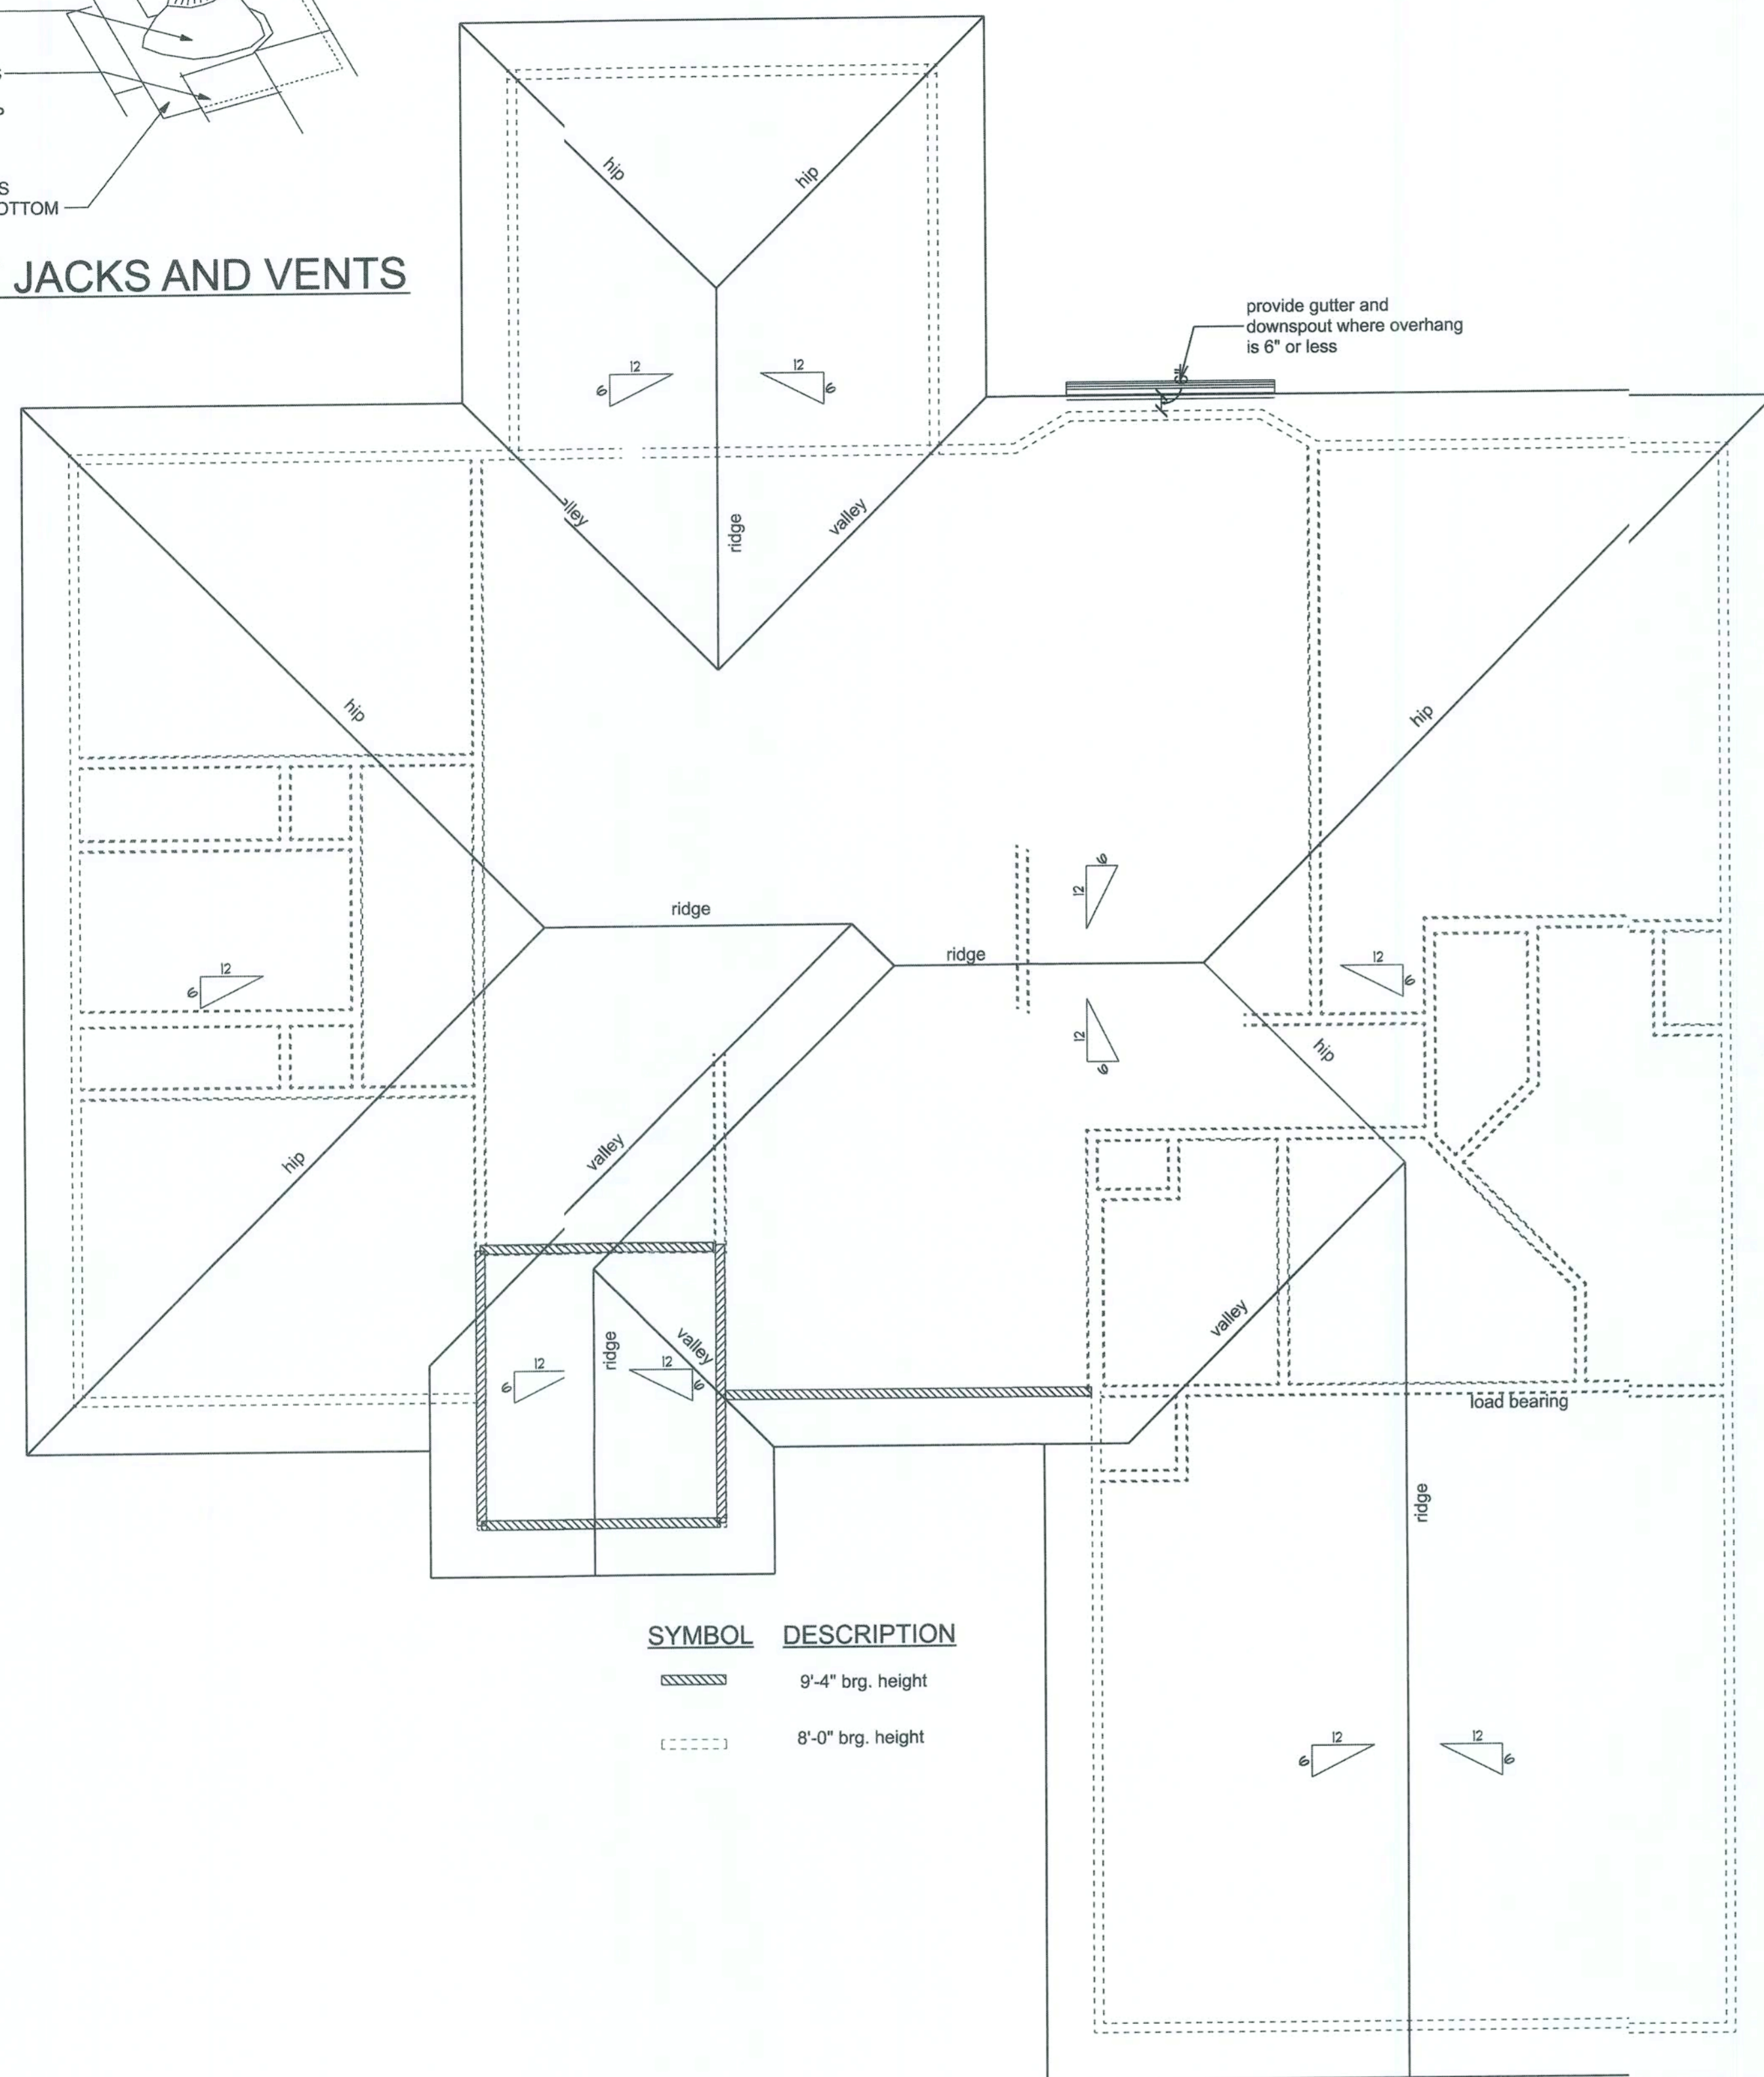 OTTOM
JACKS AND VENTS
hip
hip
12
6
12
6
provide gutter and
downspout where overhang
is 6" or less
6"
valley
ridge
hip
hip
ridge
ridge
6
12
12
6
12
6
12
6
hip
hip
valley
valley
valley
ridge
12
6
12
6
load bearing
ridge
SYMBOL DESCRIPTION
9'-4" brg. height
8'-0" brg. height
12
6
12
6